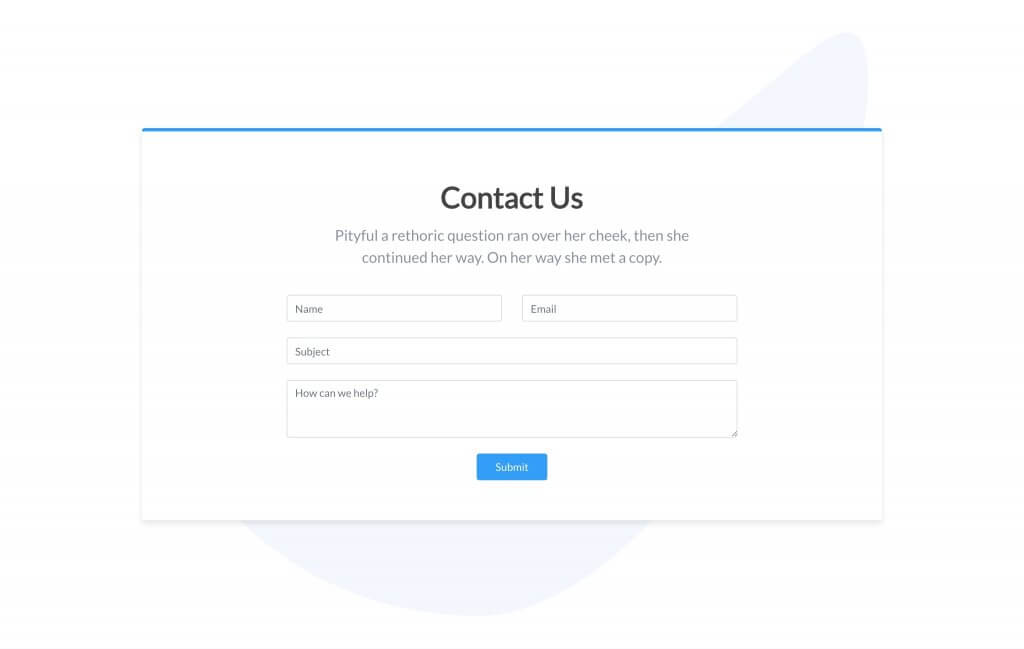 Contact Us
Pityful a rethoric question ran over her cheek, then she
continued her way. On her way she met a copy.
Name
Email
Subject
How can we help?
Submit